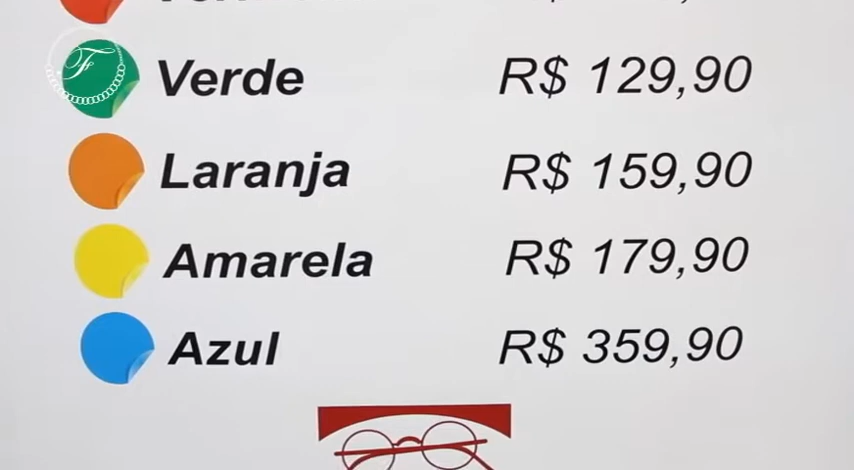 Verde R$ 129,90
Laranja R$ 159,90
Amarela R$ 179,90
Azul R$ 359,90